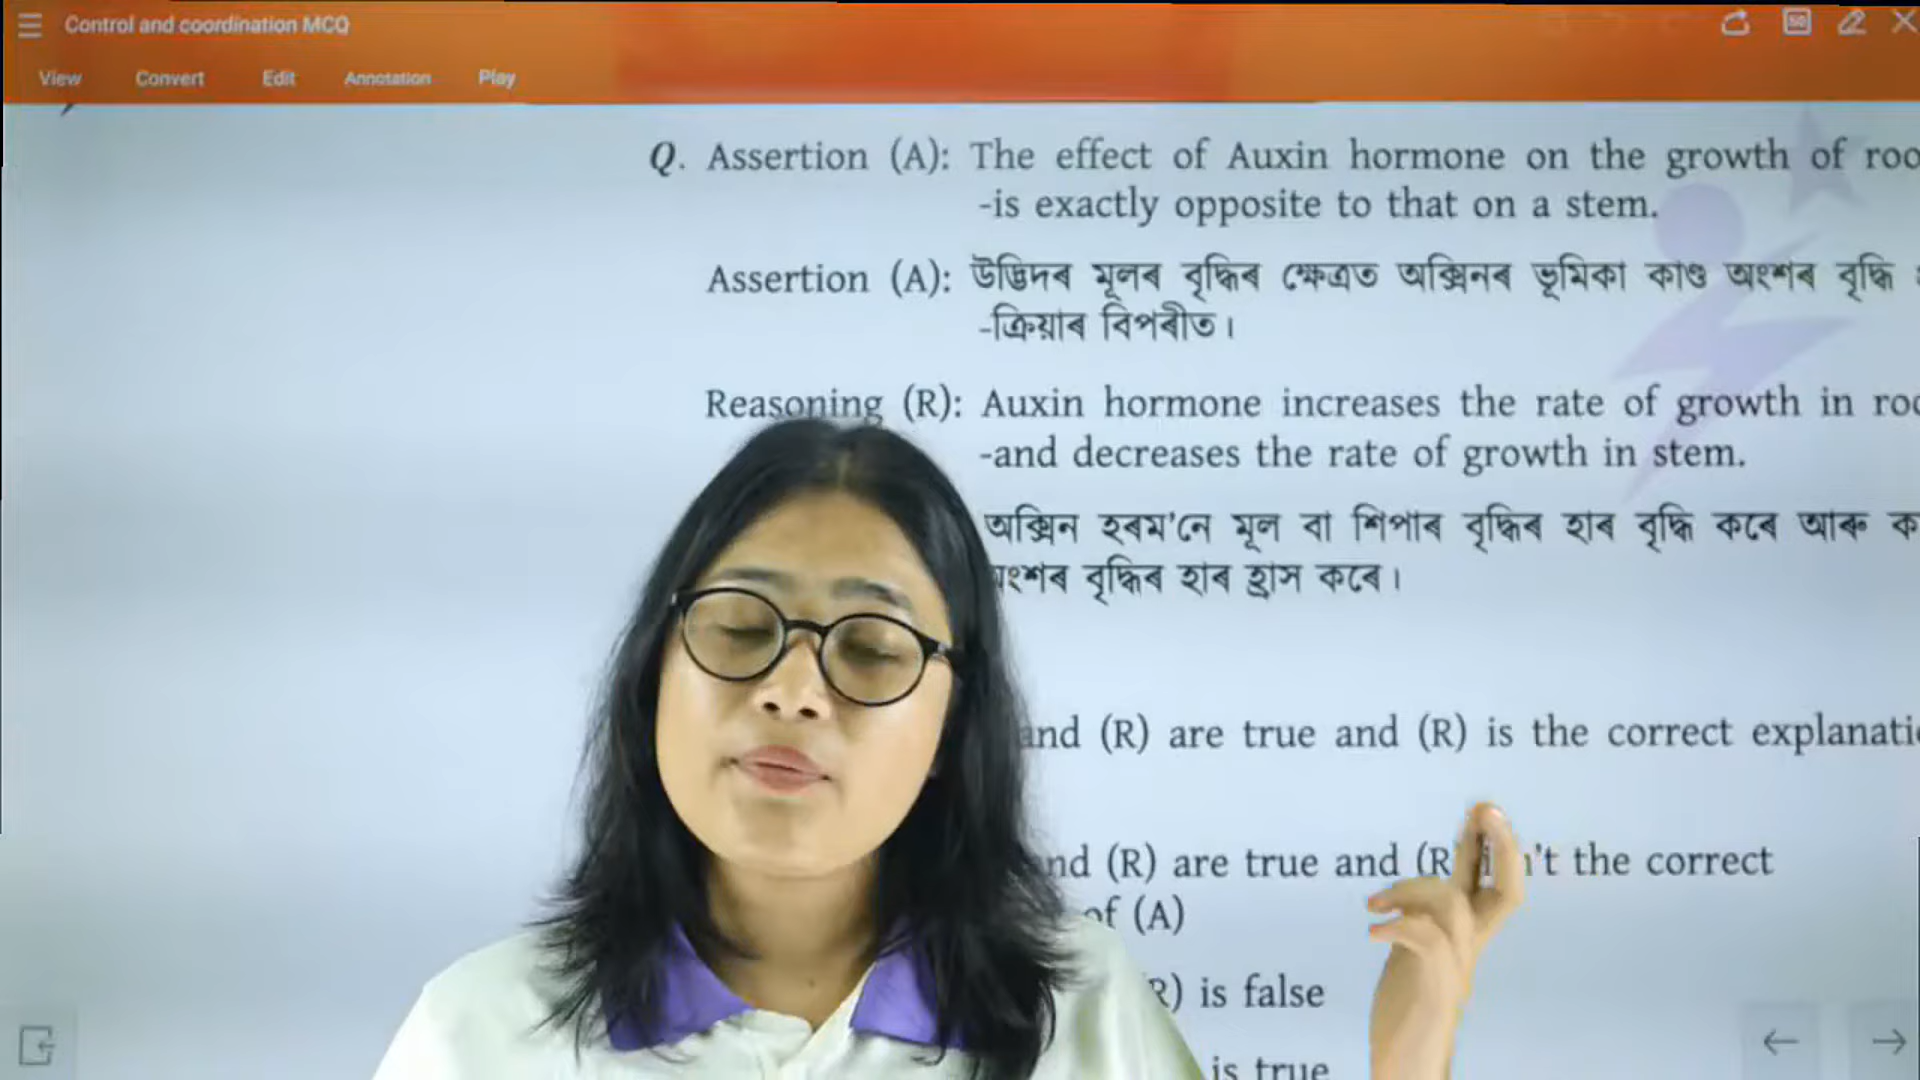 Control and coordination MCQ
View Convert Edit Annotation Play
Q. Assertion (A): The effect of Auxin hormone on the growth of
-is exactly opposite to that on a stem.
Assertion (A): উদ্ভিদৰ মূলৰ বৃদ্ধিৰ ক্ষেত্ৰত অক্সিনৰ ভূমিকা কাণ্ড অংশৰ বৃদ্ধি
-ক্ৰিয়াৰ বিপৰীত।
Reasoning (R): Auxin hormone increases the rate of growth in
-and decreases the rate of growth in stem.
অক্সিন হৰম'নে মূল বা শিপাৰ বৃদ্ধিৰ হাৰ বৃদ্ধি কৰে আৰু
বৃদ্ধিৰ হাৰ হ্ৰাস কৰে।
and (R) are true and (R) is the correct
(R) are true and (R) the correct
of (A)
is false
is true